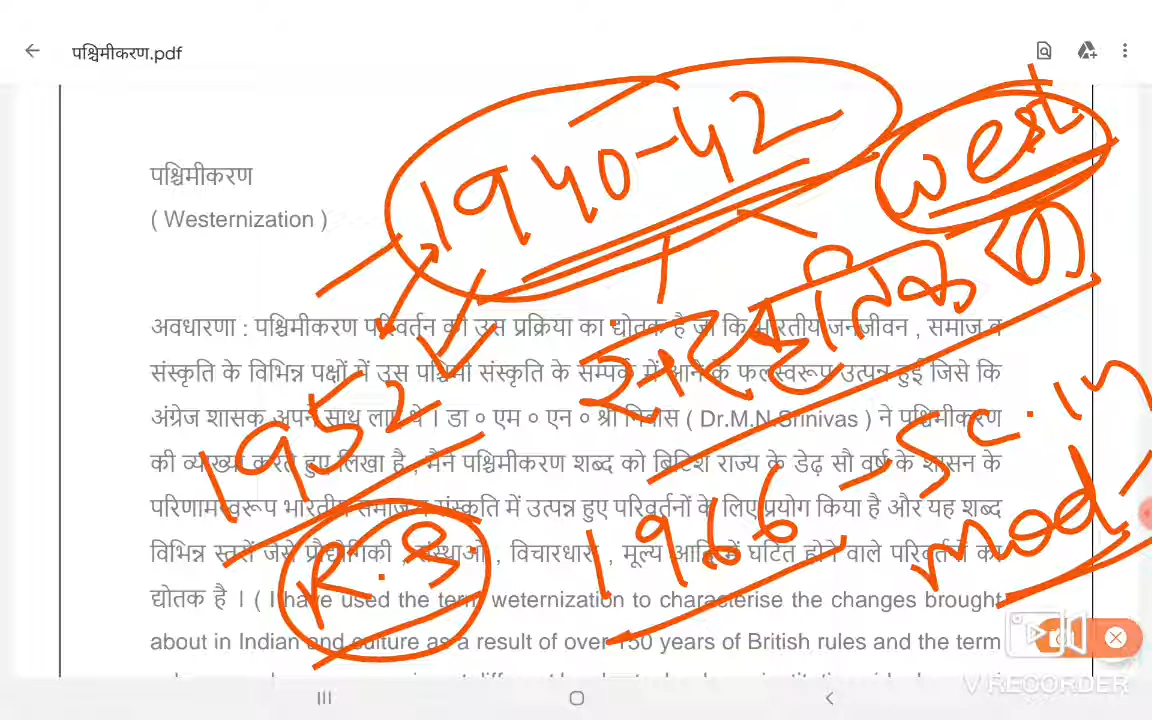 पश्चिमीकरण.pdf
1940-42
west.
पश्चिमीकरण
( Westernization )
अवधारणा : पश्चिमीकरण परिवर्तन की उस प्रक्रिया का द्योतक है जो कि भारतीय जनजीवन , समाज व
संस्कृति के विभिन्न पक्षों में उस पश्चिमी संस्कृति के सम्पर्क में आने के फलस्वरूप उत्पन्न हुई जिसे कि
अंग्रेज शासक अपने साथ लाए थे । डा ० एम ० एन ० श्री निवास ( Dr.M.N.Srinivas ) ने पश्चिमीकरण
की व्याख्या करते हुए लिखा है , मैने पश्चिमीकरण शब्द को ब्रिटिश राज्य के डेढ़ सौ वर्ष के शासन के
परिणामस्वरूप भारतीय समाज व संस्कृति में उत्पन्न हुए परिवर्तनों के लिए प्रयोग किया है और यह शब्द
विभिन्न स्तरों जैसे प्रौद्योगिकी , संस्थाओं , विचारधारा , मूल्य आदि में घटित होने वाले परिवर्तनों का
द्योतक है । ( I have used the term weternization to characterise the changes brought
about in Indian and culture as a result of over 150 years of British rules and the term
1952
R.S.
1966 - S. C. in
mod.
V RECORDER